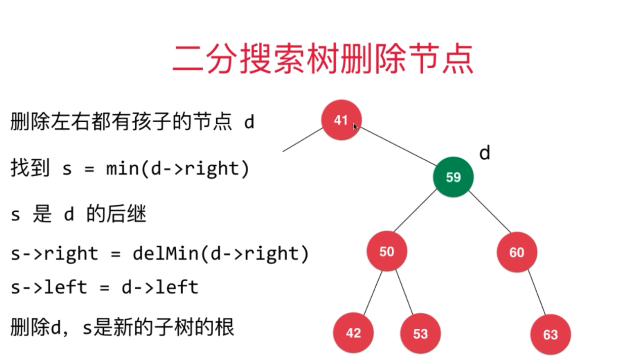 二分搜索树删除节点
删除左右都有孩子的节点 d
找到 s = min(d->right)
s 是 d 的后继
s->right = delMin(d->right)
s->left = d->left
删除d，s是新的子树的根
41
d
59
50
60
42
53
63